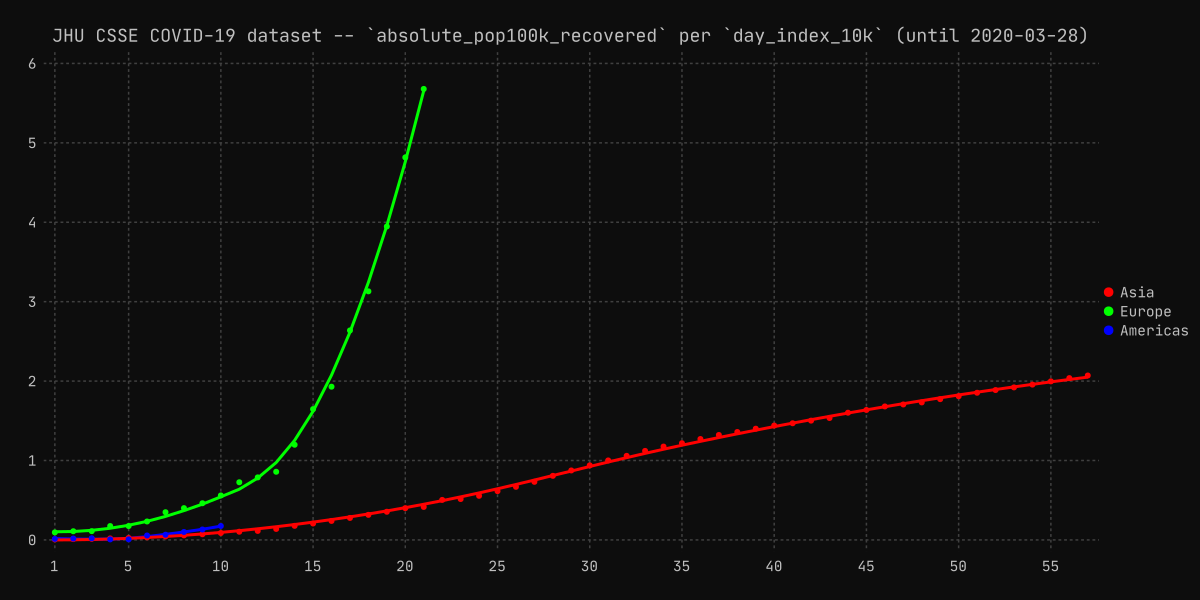 JHU CSSE COVID-19 dataset -- `absolute_pop100k_recovered` per `day_index_10k` (until 2020-03-28)
6
5
4
3
2
1
0
Asia
Europe
Americas
1 5 10 15 20 25 30 35 40 45 50 55